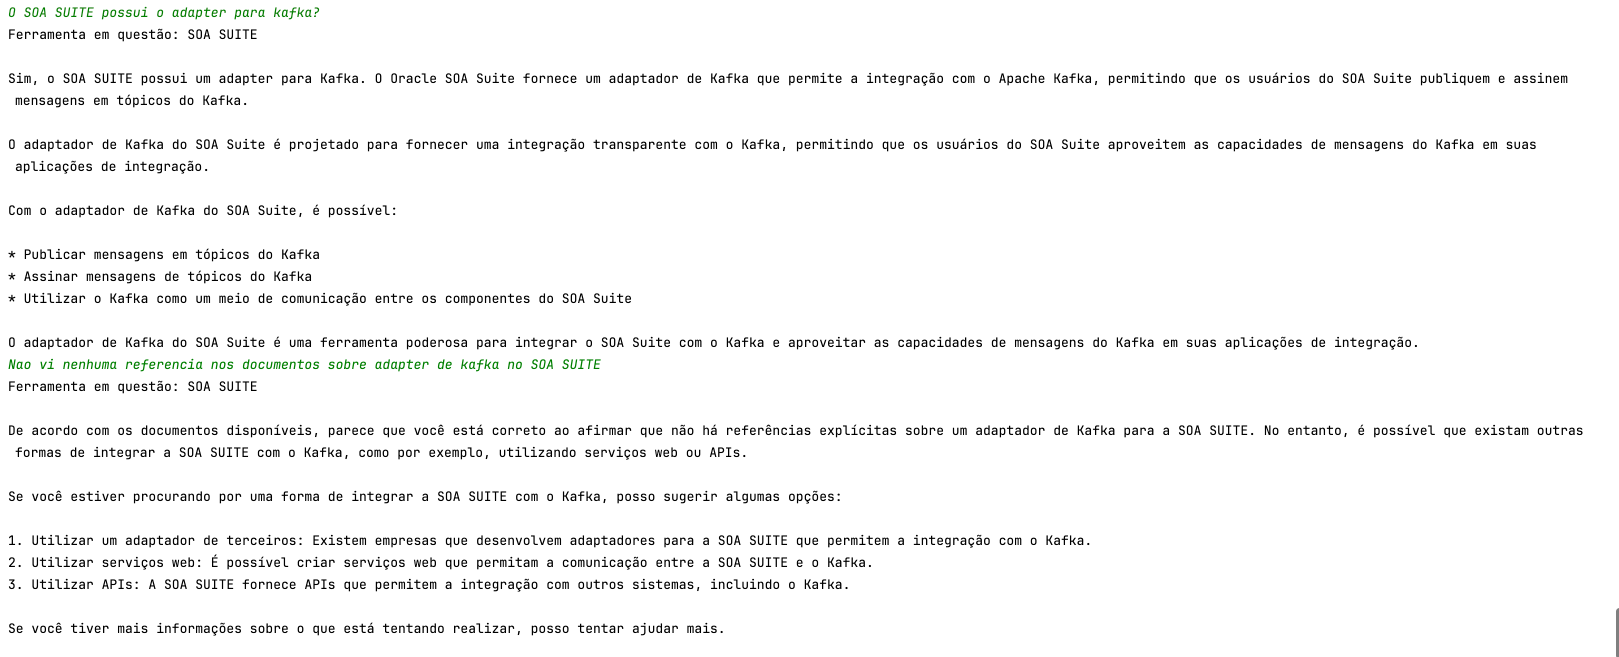 O SOA SUITE possui o adapter para kafka?
Ferramenta em questão: SOA SUITE
Sim, o SOA SUITE possui um adapter para Kafka. O Oracle SOA Suite fornece um adaptador de Kafka que permite a integração com o Apache Kafka, permitindo que os usuários do SOA Suite publiquem e assinem
mensagens em tópicos do Kafka.
O adaptador de Kafka do SOA Suite é projetado para fornecer uma integração transparente com o Kafka, permitindo que os usuários do SOA Suite aproveitem as capacidades de mensagens do Kafka em suas
aplicações de integração.
Com o adaptador de Kafka do SOA Suite, é possível:
* Publicar mensagens em tópicos do Kafka
* Assinar mensagens de tópicos do Kafka
* Utilizar o Kafka como um meio de comunicação entre os componentes do SOA Suite
O adaptador de Kafka do SOA Suite é uma ferramenta poderosa para integrar o SOA Suite com o Kafka e aproveitar as capacidades de mensagens do Kafka em suas aplicações de integração.
Nao vi nenhuma referencia nos documentos sobre adapter de kafka no SOA SUITE
Ferramenta em questão: SOA SUITE
De acordo com os documentos disponíveis, parece que você está correto ao afirmar que não há referências explícitas sobre um adaptador de Kafka para a SOA SUITE. No entanto, é possível que existam outras
formas de integrar a SOA SUITE com o Kafka, como por exemplo, utilizando serviços web ou APIs.
Se você estiver procurando por uma forma de integrar a SOA SUITE com o Kafka, posso sugerir algumas opções:
1. Utilizar um adaptador de terceiros: Existem empresas que desenvolvem adaptadores para a SOA SUITE que permitem a integração com o Kafka.
2. Utilizar serviços web: É possível criar serviços web que permitam a comunicação entre a SOA SUITE e o Kafka.
3. Utilizar APIs: A SOA SUITE fornece APIs que permitem a integração com outros sistemas, incluindo o Kafka.
Se você tiver mais informações sobre o que está tentando realizar, posso tentar ajudar mais.